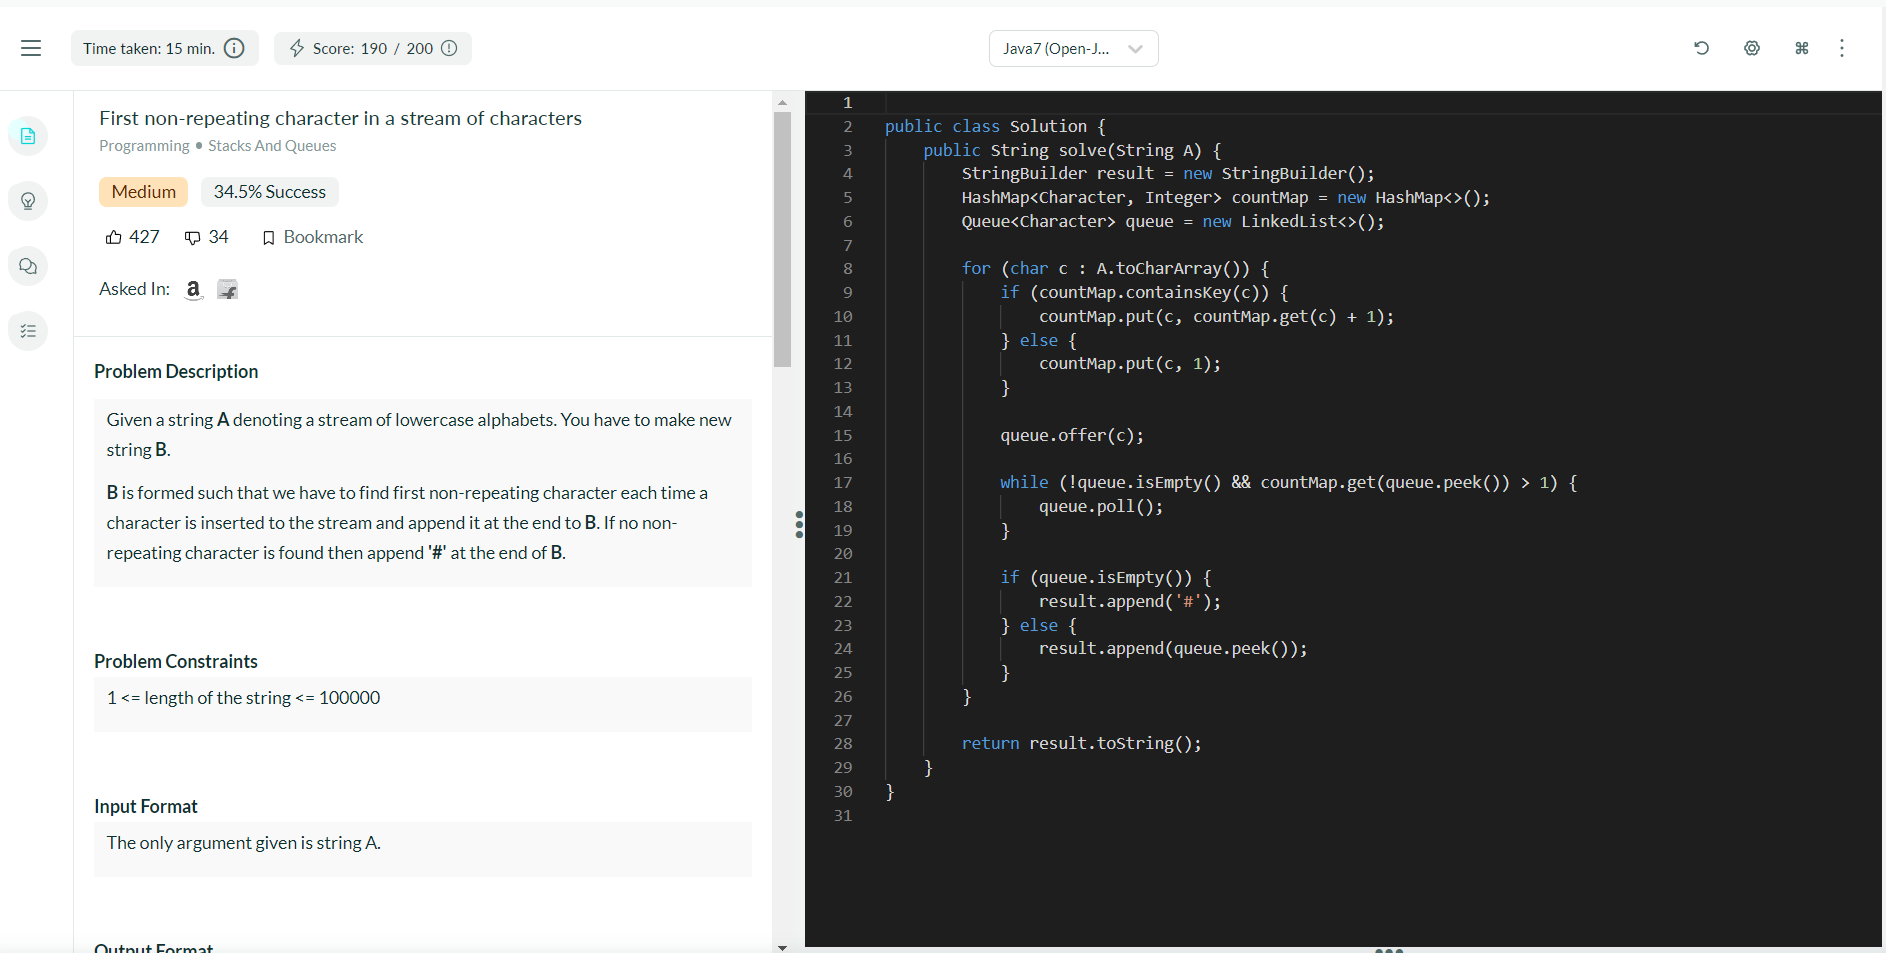 Time taken: 15 min.
Score: 190 / 200
Java7 (Open-J...
First non-repeating character in a stream of characters
Programming • Stacks And Queues
Medium
34.5% Success
427
34
Bookmark
Asked In:
Problem Description
Given a string A denoting a stream of lowercase alphabets. You have to make new
string B.
B is formed such that we have to find first non-repeating character each time a
character is inserted to the stream and append it at the end to B. If no non-
repeating character is found then append '#' at the end of B.
Problem Constraints
1 <= length of the string <= 100000
Input Format
The only argument given is string A.
Output Format
1
2 public class Solution {
3 public String solve(String A) {
4 StringBuilder result = new StringBuilder();
5 HashMap<Character, Integer> countMap = new HashMap<>();
6 Queue<Character> queue = new LinkedList<>();
7
8 for (char c : A.toCharArray()) {
9 if (countMap.containsKey(c)) {
10 countMap.put(c, countMap.get(c) + 1);
11 } else {
12 countMap.put(c, 1);
13 }
14
15 queue.offer(c);
16
17 while (!queue.isEmpty() && countMap.get(queue.peek()) > 1) {
18 queue.poll();
19 }
20
21 if (queue.isEmpty()) {
22 result.append('#');
23 } else {
24 result.append(queue.peek());
25 }
26 }
27
28 return result.toString();
29 }
30 }
31